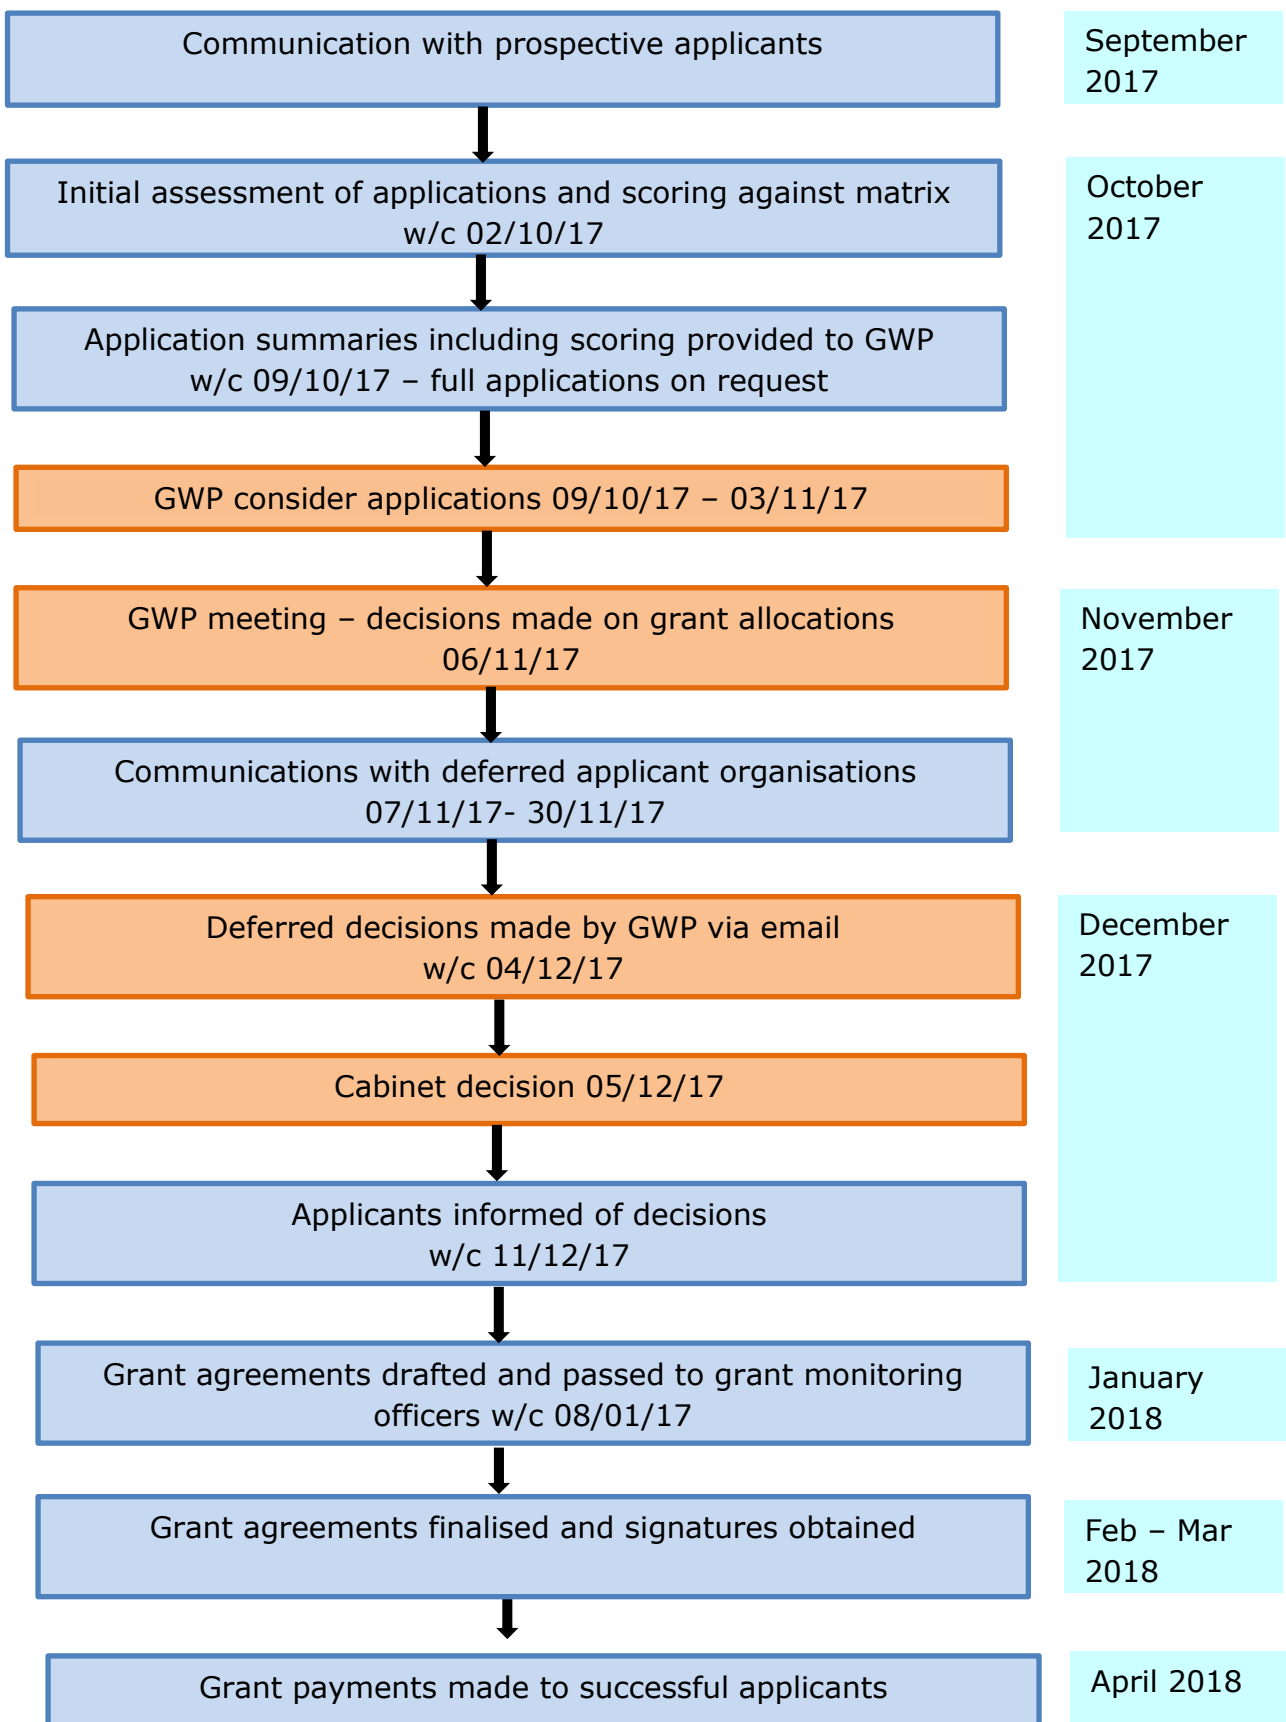 Communication with prospective applicants
September
2017
Initial assessment of applications and scoring against matrix
w/c 02/10/17
October
2017
Application summaries including scoring provided to GWP
w/c 09/10/17 – full applications on request
GWP consider applications 09/10/17 – 03/11/17
GWP meeting – decisions made on grant allocations
06/11/17
November
2017
Communications with deferred applicant organisations
07/11/17- 30/11/17
Deferred decisions made by GWP via email
w/c 04/12/17
December
2017
Cabinet decision 05/12/17
Applicants informed of decisions
w/c 11/12/17
Grant agreements drafted and passed to grant monitoring
officers w/c 08/01/17
January
2018
Grant agreements finalised and signatures obtained
Feb – Mar
2018
Grant payments made to successful applicants
April 2018